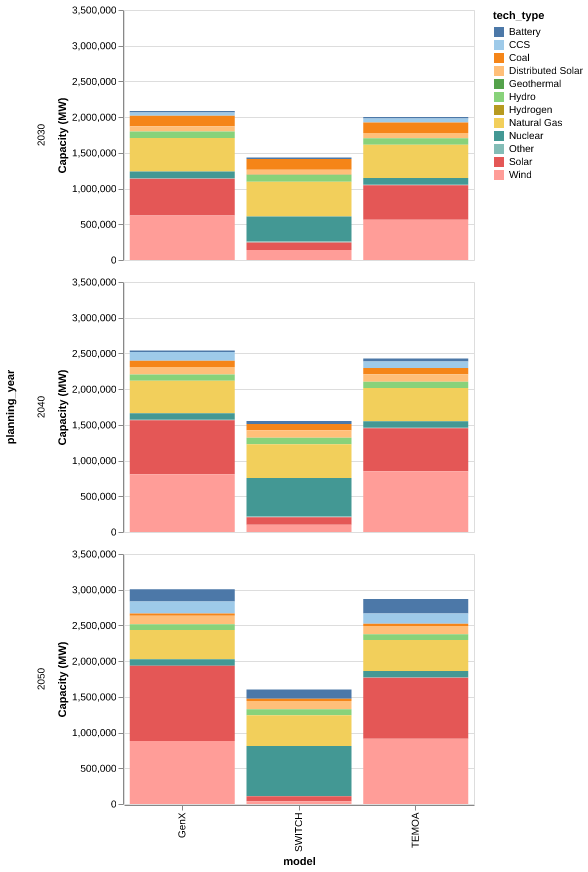 tech_type
Battery
CCS
Coal
Distributed Solar
Geothermal
Hydro
Hydrogen
Natural Gas
Nuclear
Other
Solar
Wind
planning_year
2030
Capacity (MW)
3,500,000
3,000,000
2,500,000
2,000,000
1,500,000
1,000,000
500,000
0
2040
Capacity (MW)
3,500,000
3,000,000
2,500,000
2,000,000
1,500,000
1,000,000
500,000
0
2050
Capacity (MW)
3,500,000
3,000,000
2,500,000
2,000,000
1,500,000
1,000,000
500,000
0
GenX
SWITCH
TEMOA
model